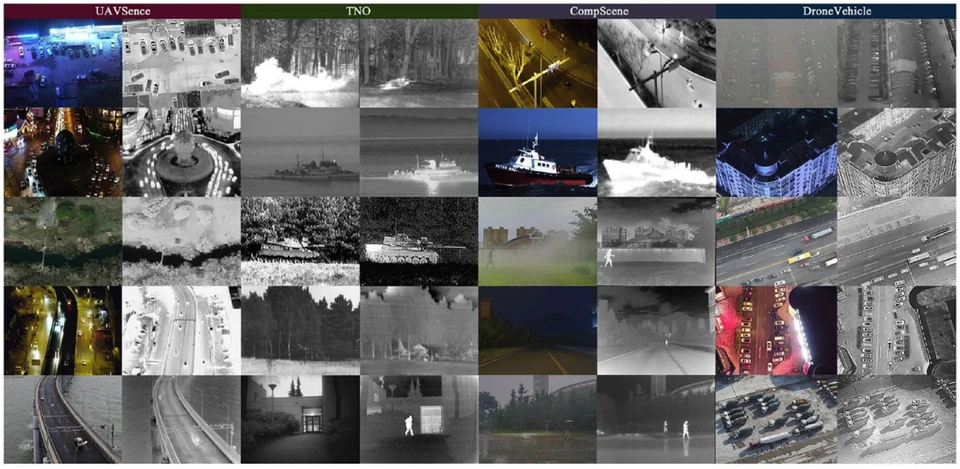 UAVSence
TNO
CompScene
DroneVehicle